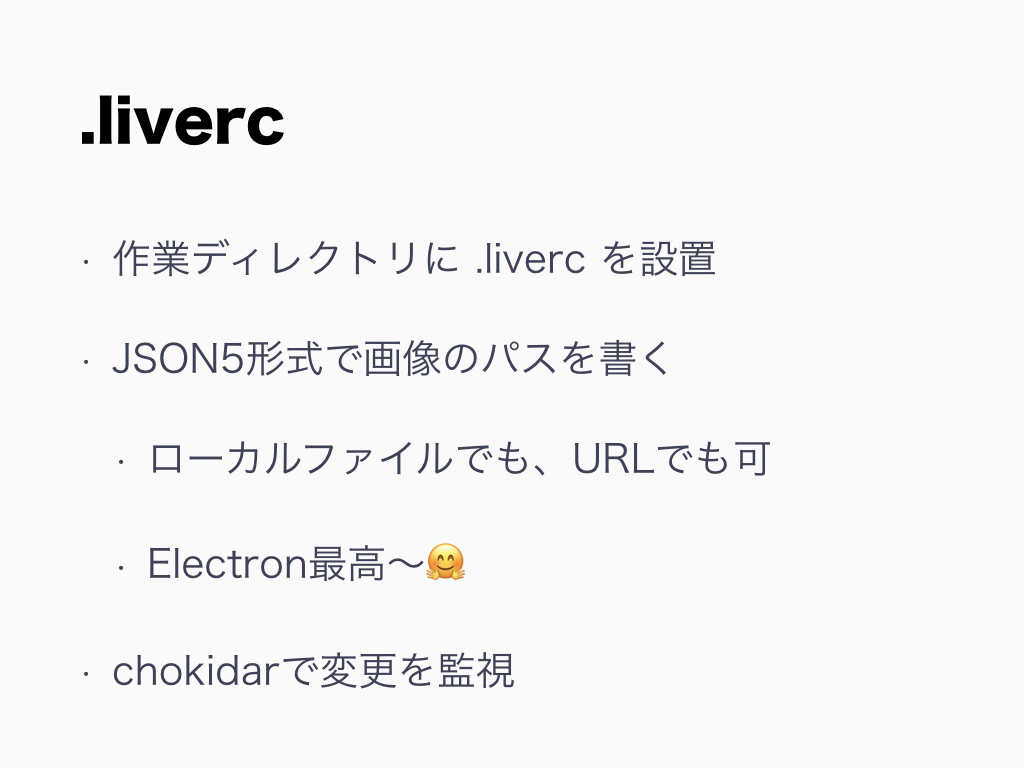 .liverc
・作業ディレクトリに .liverc を設置
・JSON5形式で画像のパスを書く
・ローカルファイルでも、URLでも可
・Electron最高〜🤗
・chokidarで変更を監視